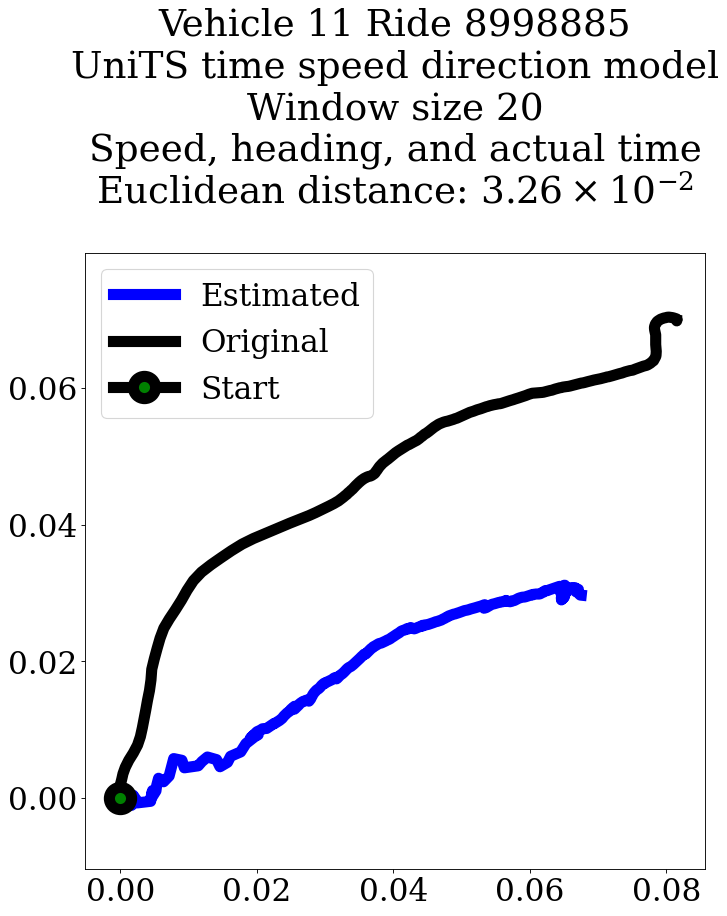 Vehicle 11 Ride 8998885
UniTS time speed direction model
Window size 20
Speed, heading, and actual time
Euclidean distance: 3.26 × 10⁻²
Estimated
Original
Start
0.06
0.04
0.02
0.00
0.00 0.02 0.04 0.06 0.08